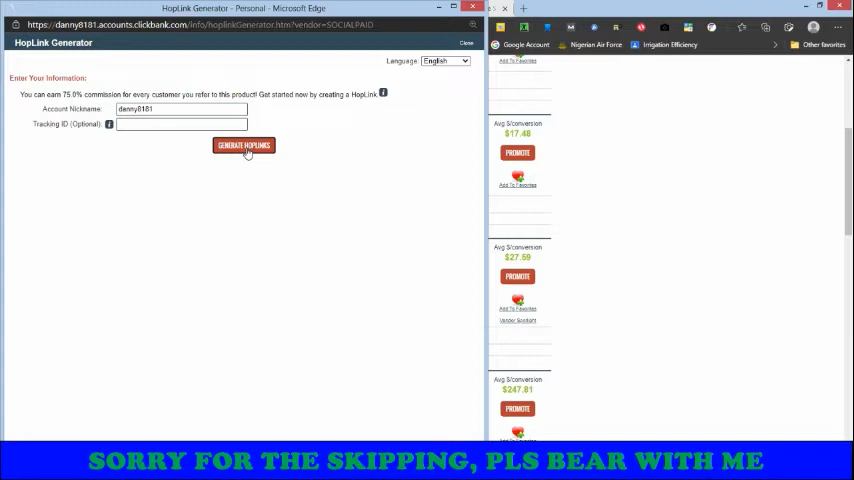 HopLink Generator - Personal - Microsoft Edge
https://danny8181.accounts.clickbank.com/info/hoplinkGenerator.htm?vendor=SOCIALPAID
HopLink Generator
Close
Language: English
Enter Your Information:
You can earn 75.0% commission for every customer you refer to this product! Get started now by creating a HopLink.
Account Nickname: danny8181
Tracking ID (Optional):
GENERATE HOPLINKS
Google Account
Nigerian Air Force
Irrigation Efficiency
Other favorites
Add To Favorites
Avg $/conversion
$17.48
PROMOTE
Add To Favorites
Avg $/conversion
$27.59
PROMOTE
Add To Favorites
Vendor Spotlight
Avg $/conversion
$247.81
PROMOTE
SORRY FOR THE SKIPPING, PLS BEAR WITH ME